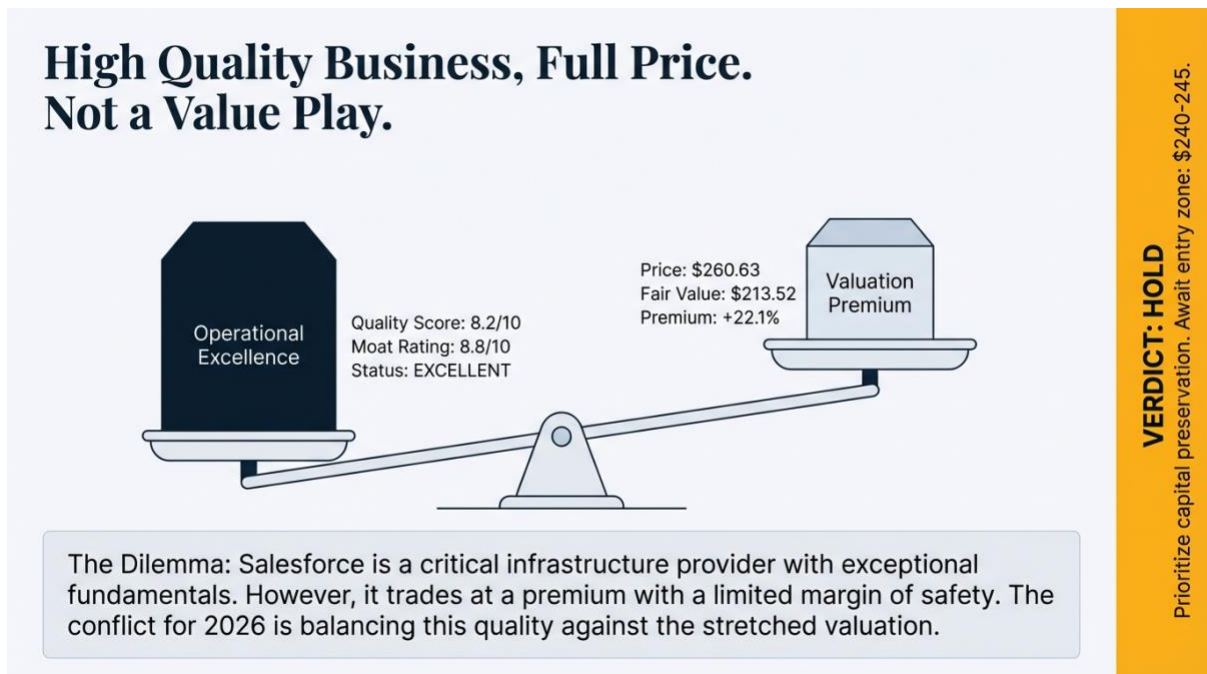 High Quality Business, Full Price.
Not a Value Play.
Operational
Excellence
Quality Score: 8.2/10
Moat Rating: 8.8/10
Status: EXCELLENT
Price: $260.63
Fair Value: $213.52
Premium: +22.1%
Valuation
Premium
The Dilemma: Salesforce is a critical infrastructure provider with exceptional
fundamentals. However, it trades at a premium with a limited margin of safety. The
conflict for 2026 is balancing this quality against the stretched valuation.
VERDICT: HOLD
Prioritize capital preservation. Await entry zone: $240-245.